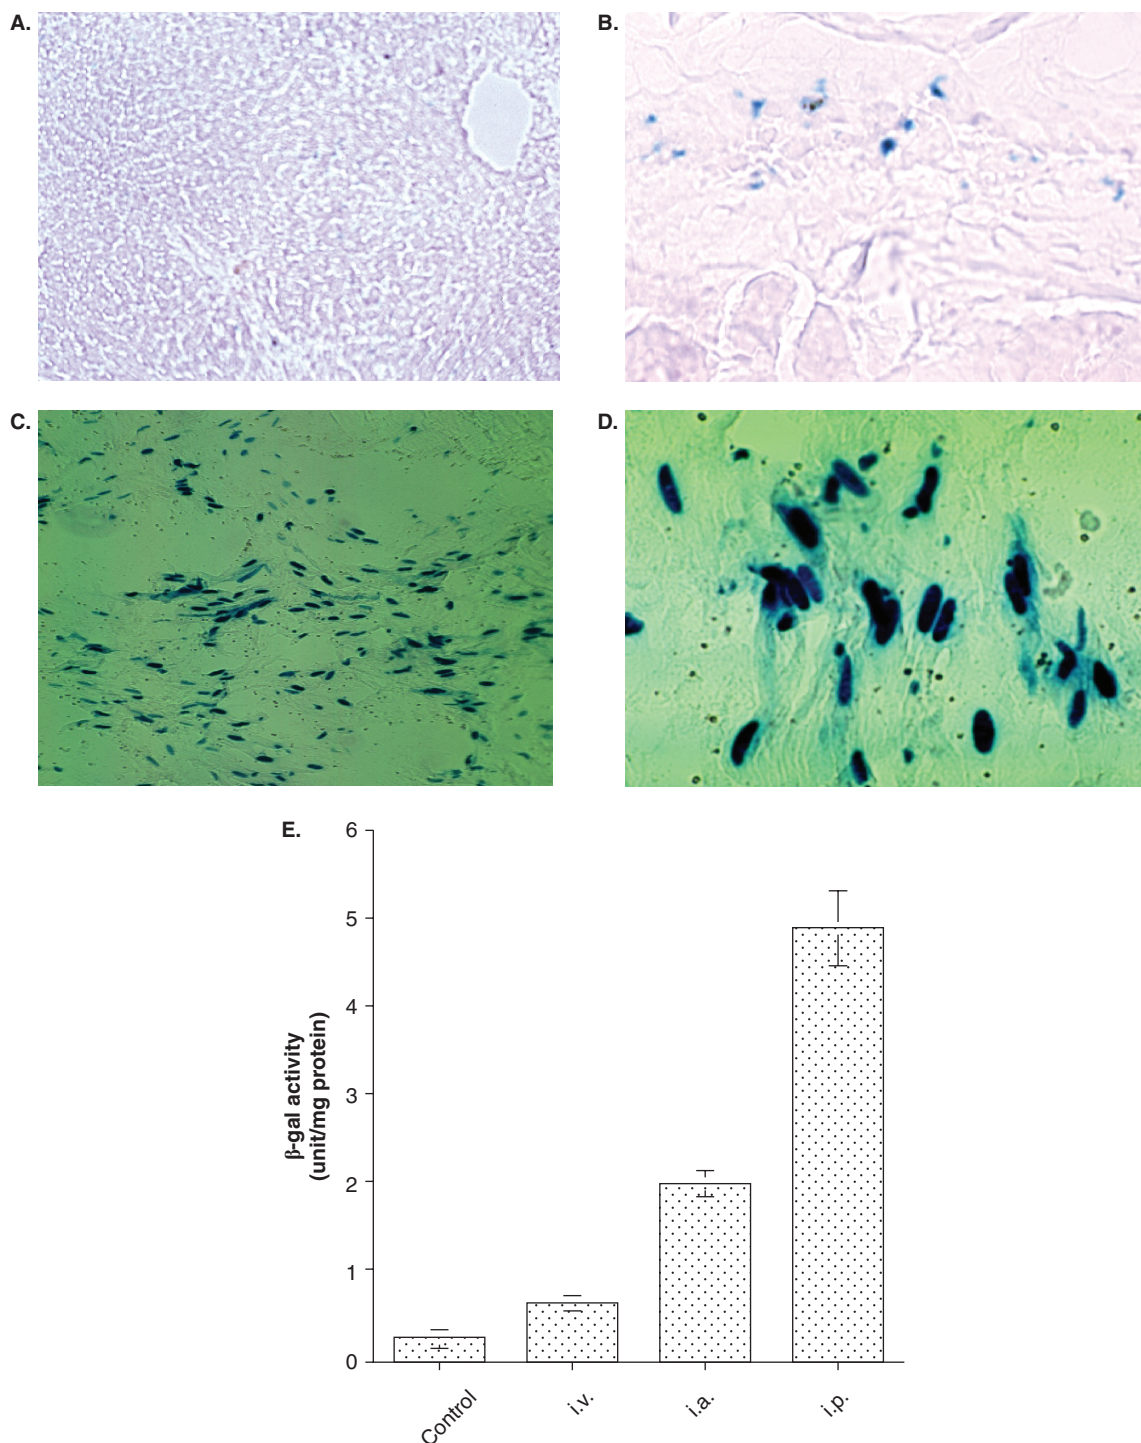 A.
B.
C.
D.
E.
6
5
4
3
2
1
0
β-gal activity
(unit/mg protein)
Control
i.v.
i.a.
i.p.